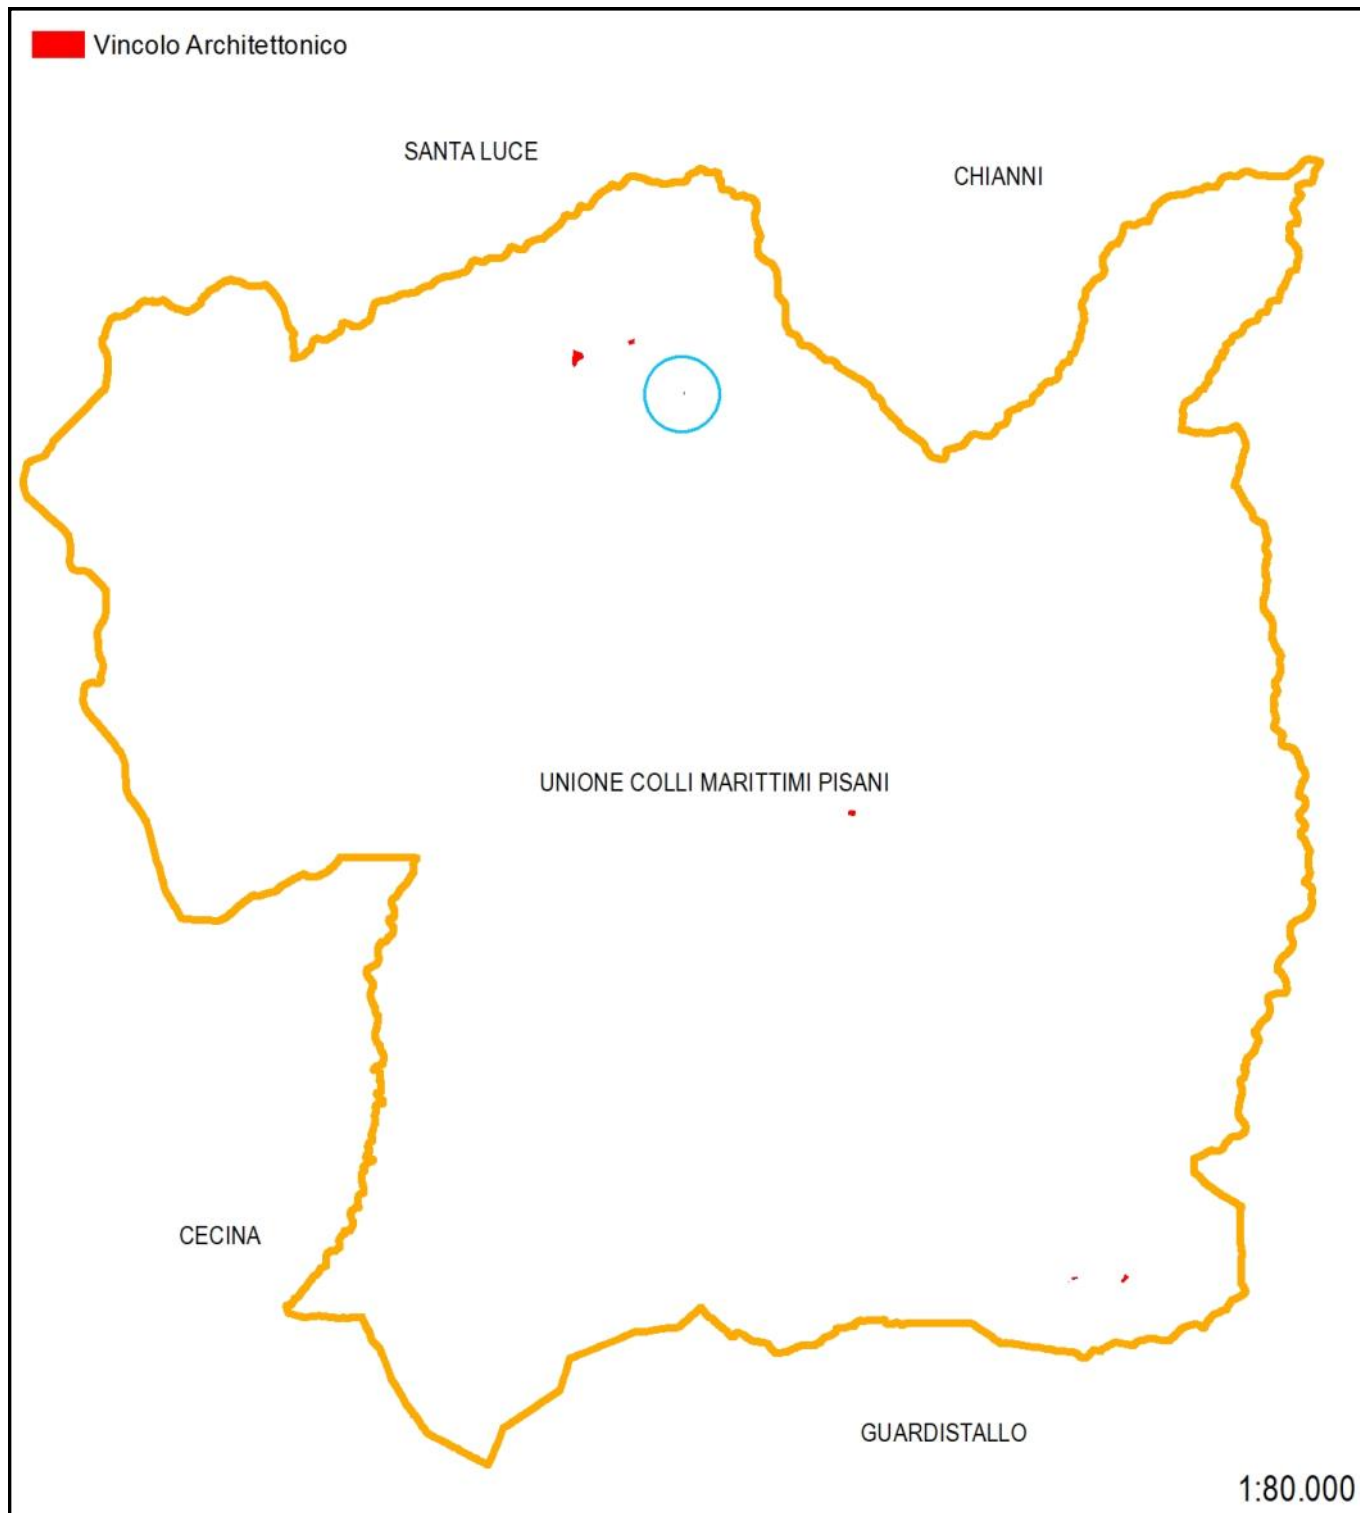 Vincolo Architettonico
SANTA LUCE
CHIANNI
UNIONE COLLI MARITTIMI PISANI
CECINA
GUARDISTALLO
1:80.000